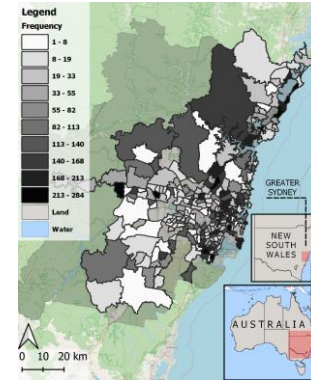 Legend
Frequency
1 - 8
8 - 19
19 - 33
33 - 55
55 - 82
82 - 113
113 - 140
140 - 168
168 - 213
213 - 284
Land
Water
GREATER
SYDNEY
NEW
SOUTH
WALES
AUSTRALIA
0 10 20 km